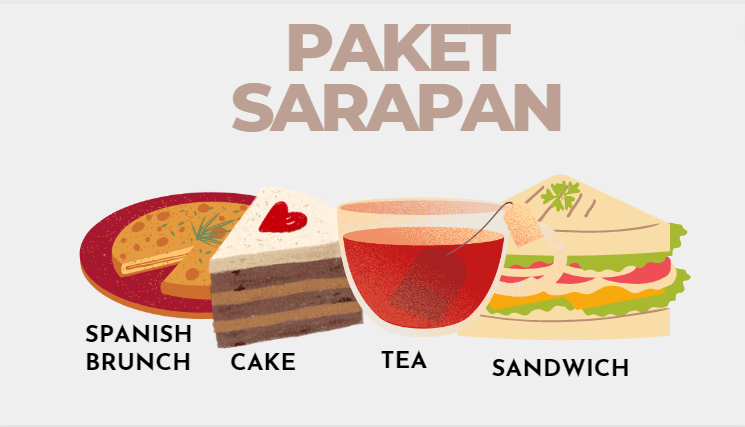 PAKET
SARAPAN
SPANISH
BRUNCH
CAKE
TEA
SANDWICH